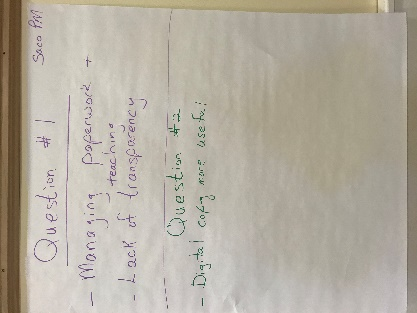 Saco PM
Question #1
- Managing paperwork +
teaching
- Lack of transparency
Question #2
- Digital copy more useful